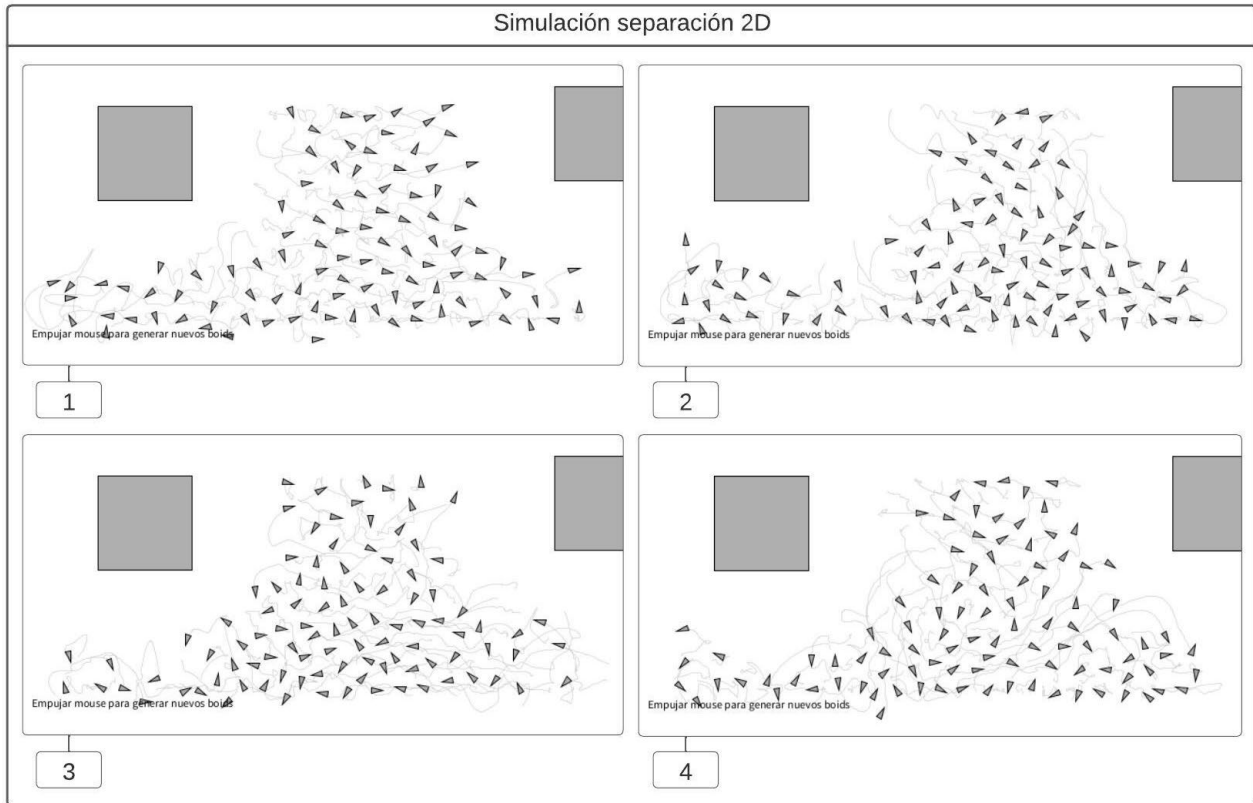 Simulación separación 2D
Empujar mouse para generar nuevos boids
Empujar mouse para generar nuevos boids
1
2
Empujar mouse para generar nuevos boids
Empujar mouse para generar nuevos boids
3
4